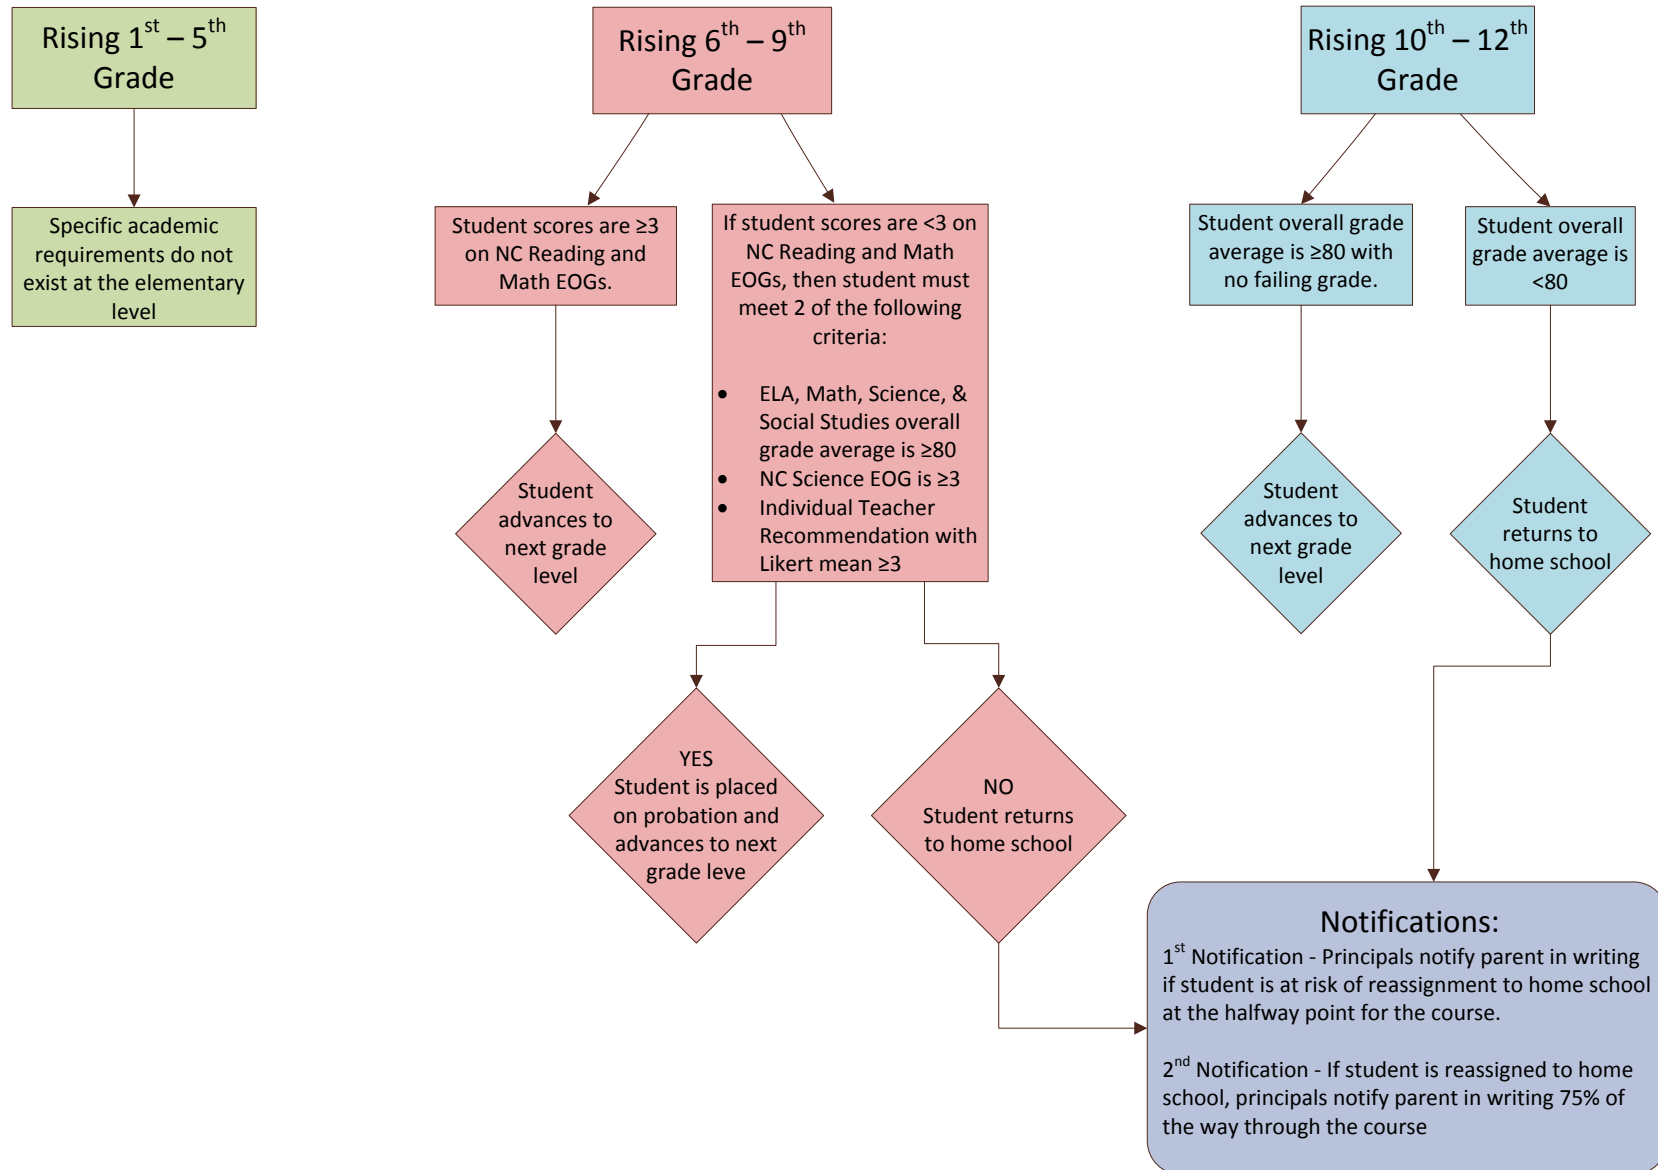 Rising 1st – 5th
Grade
Specific academic
requirements do not
exist at the elementary
level
Rising 6th – 9th
Grade
Student scores are ≥3
on NC Reading and
Math EOGs.
Student
advances to
next grade
level
If student scores are <3 on
NC Reading and Math
EOGs, then student must
meet 2 of the following
criteria:
• ELA, Math, Science, &
Social Studies overall
grade average is ≥80
• NC Science EOG is ≥3
• Individual Teacher
Recommendation with
Likert mean ≥3
YES
Student is placed
on probation and
advances to next
grade leve
NO
Student returns
to home school
Rising 10th – 12th
Grade
Student overall grade
average is ≥80 with
no failing grade.
Student
advances to
next grade
level
Student overall
grade average is
<80
Student
returns to
home school
Notifications:
1st Notification - Principals notify parent in writing
if student is at risk of reassignment to home school
at the halfway point for the course.
2nd Notification - If student is reassigned to home
school, principals notify parent in writing 75% of
the way through the course